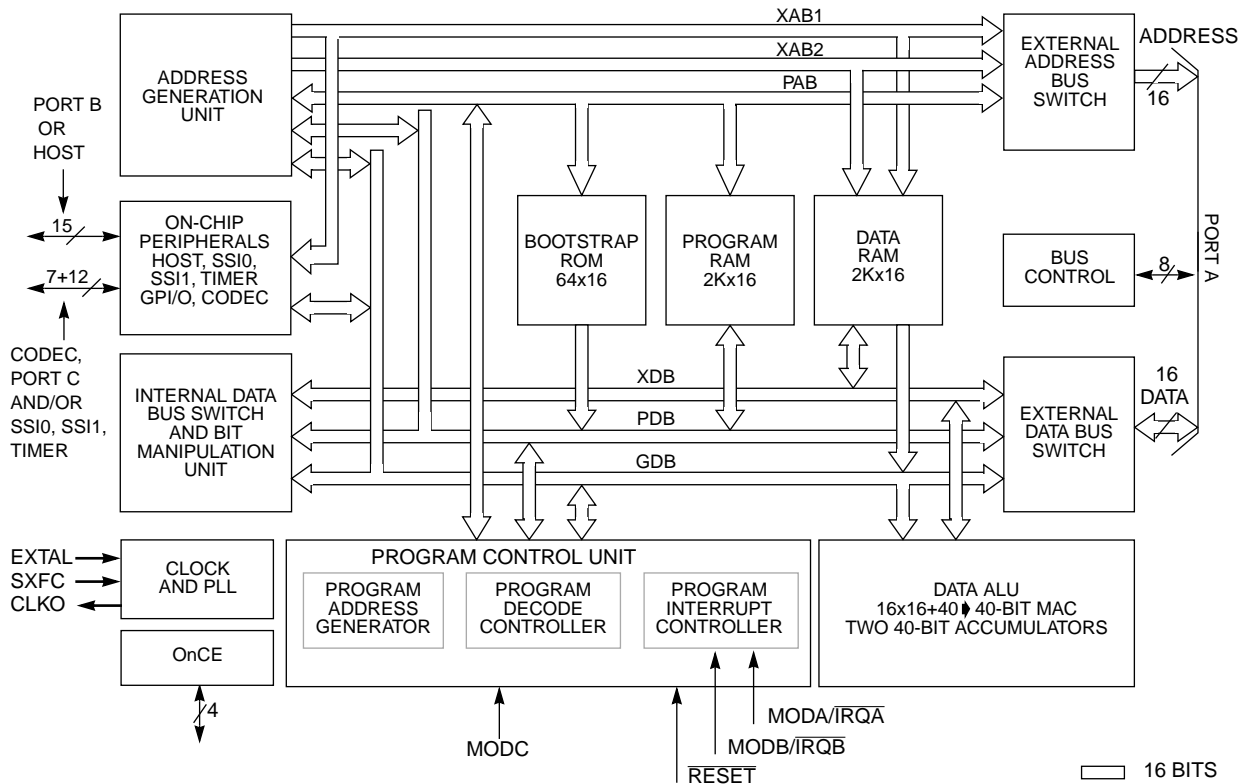 XAB1
XAB2
PAB
ADDRESS
GENERATION
UNIT
EXTERNAL
ADDRESS
BUS
SWITCH
ADDRESS
16
PORT B
OR
HOST
15
7+12
ON-CHIP
PERIPHERALS
HOST, SSI0,
SSI1, TIMER
GPI/O, CODEC
BOOTSTRAP
ROM
64x16
PROGRAM
RAM
2Kx16
DATA
RAM
2Kx16
BUS
CONTROL
8
PORT A
CODEC,
PORT C
AND/OR
SSI0, SSI1,
TIMER
INTERNAL DATA
BUS SWITCH
AND BIT
MANIPULATION
UNIT
XDB
PDB
GDB
EXTERNAL
DATA BUS
SWITCH
16
DATA
EXTAL
SXFC
CLKO
CLOCK
AND PLL
OnCE
4
PROGRAM CONTROL UNIT
PROGRAM
ADDRESS
GENERATOR
PROGRAM
DECODE
CONTROLLER
PROGRAM
INTERRUPT
CONTROLLER
DATA ALU
16x16+40 ➧ 40-BIT MAC
TWO 40-BIT ACCUMULATORS
MODA/IRQA
MODB/IRQB
MODC
RESET
16 BITS